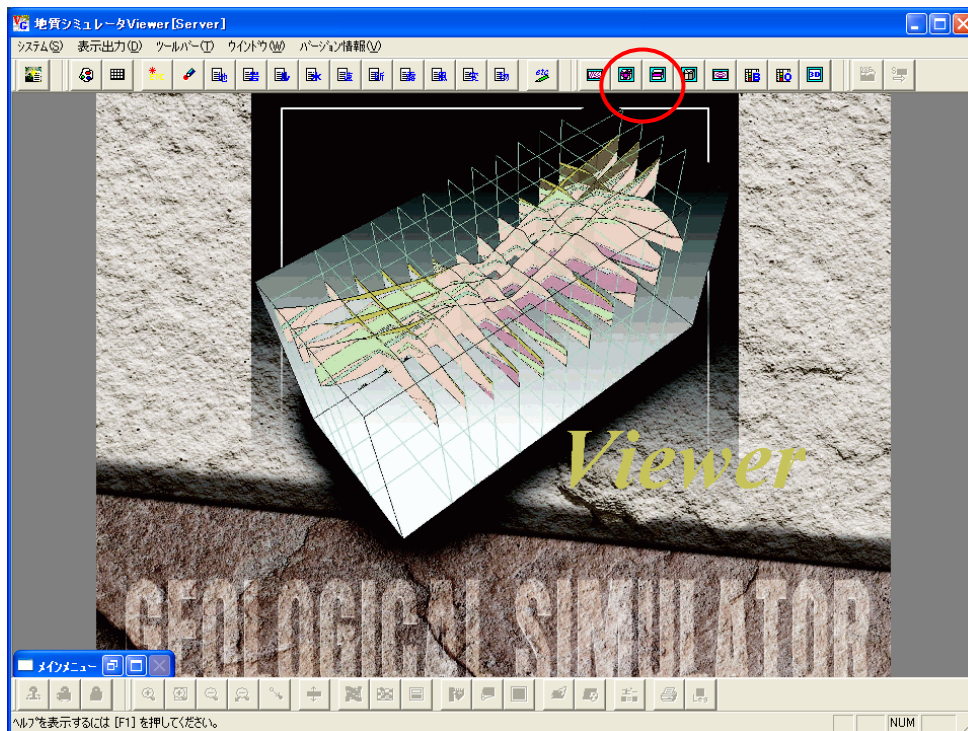 地質シミュレータViewer[Server]
システム(S) 表示出力(D) ツールバー(T) ウインドウ(W) バージョン情報(V)
etc
3D
Viewer
GEOLOGICAL SIMULATOR
メインメニュー
ヘルプを表示するには [F1] を押してください。
NUM